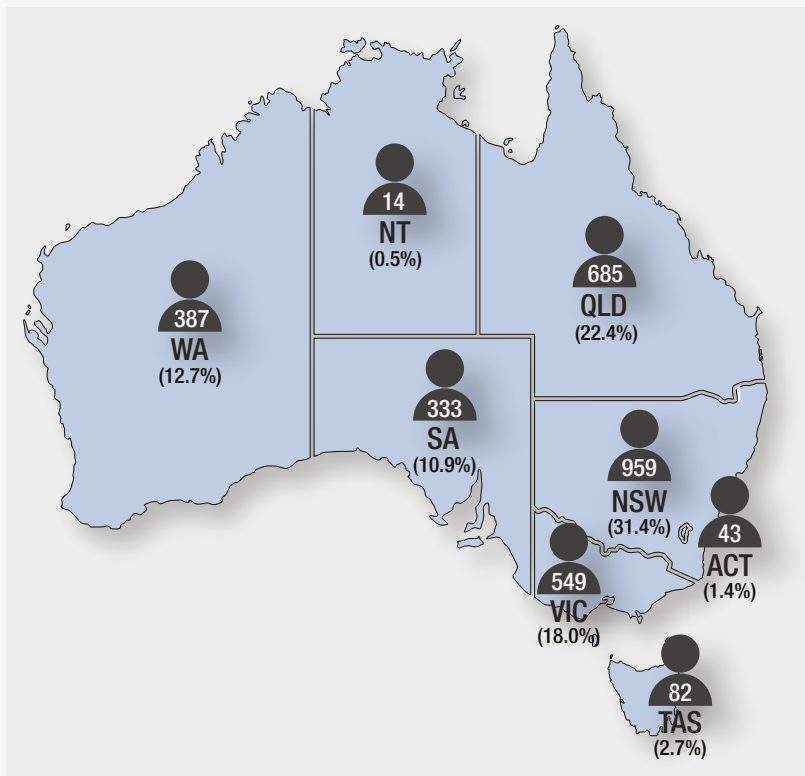 14
NT
(0.5%)
685
QLD
(22.4%)
387
WA
(12.7%)
333
SA
(10.9%)
959
NSW
(31.4%)
43
ACT
(1.4%)
549
VIC
(18.0%)
82
TAS
(2.7%)